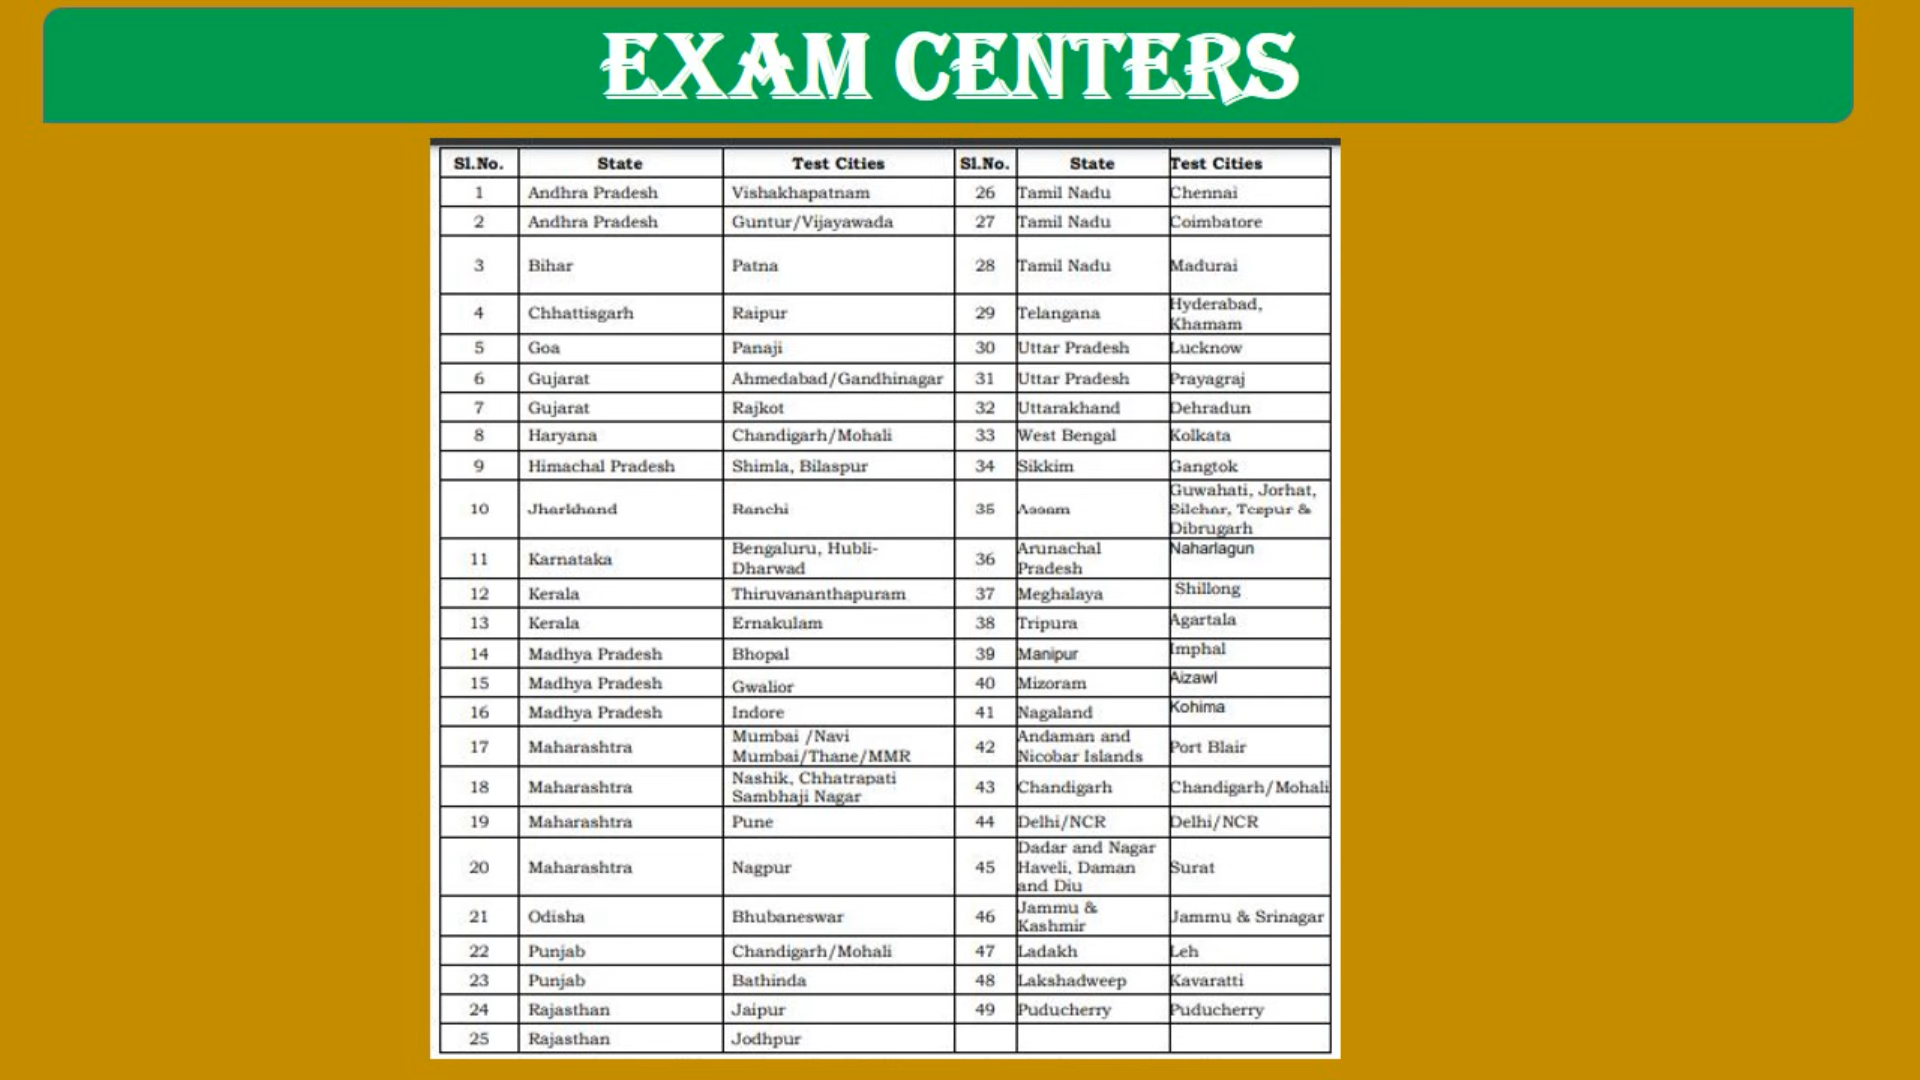 EXAM CENTERS
Sl.No. State Test Cities Sl.No. State Test Cities
1 Andhra Pradesh Vishakhapatnam 26 Tamil Nadu Chennai
2 Andhra Pradesh Guntur/Vijayawada 27 Tamil Nadu Coimbatore
3 Bihar Patna 28 Tamil Nadu Madurai
4 Chhattisgarh Raipur 29 Telangana Hyderabad,
Khamam
5 Goa Panaji 30 Uttar Pradesh Lucknow
6 Gujarat Ahmedabad/Gandhinagar 31 Uttar Pradesh Prayagraj
7 Gujarat Rajkot 32 Uttarakhand Dehradun
8 Haryana Chandigarh/Mohali 33 West Bengal Kolkata
9 Himachal Pradesh Shimla, Bilaspur 34 Sikkim Gangtok
10 Jharkhand Ranchi 35 Assam Guwahati, Jorhat,
Silchar, Tezpur &
Dibrugarh
11 Karnataka Bengaluru, Hubli-
Dharwad 36 Arunachal
Pradesh Naharlagun
12 Kerala Thiruvananthapuram 37 Meghalaya Shillong
13 Kerala Ernakulam 38 Tripura Agartala
14 Madhya Pradesh Bhopal 39 Manipur Imphal
15 Madhya Pradesh Gwalior 40 Mizoram Aizawl
16 Madhya Pradesh Indore 41 Nagaland Kohima
17 Maharashtra Mumbai /Navi
Mumbai/Thane/MMR 42 Andaman and
Nicobar Islands Port Blair
18 Maharashtra Nashik, Chhatrapati
Sambhaji Nagar 43 Chandigarh Chandigarh/Mohali
19 Maharashtra Pune 44 Delhi/NCR Delhi/NCR
20 Maharashtra Nagpur 45 Dadar and Nagar
Haveli, Daman
and Diu Surat
21 Odisha Bhubaneswar 46 Jammu &
Kashmir Jammu & Srinagar
22 Punjab Chandigarh/Mohali 47 Ladakh Leh
23 Punjab Bathinda 48 Lakshadweep Kavaratti
24 Rajasthan Jaipur 49 Puducherry Puducherry
25 Rajasthan Jodhpur